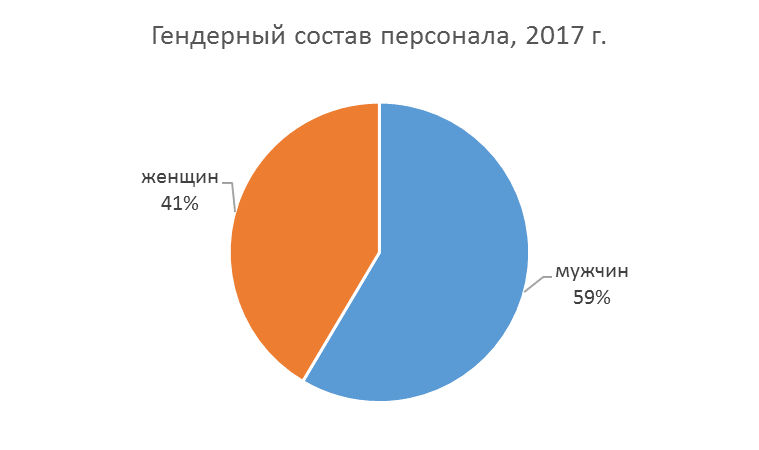 Гендерный состав персонала, 2017 г.
женщин
41%
мужчин
59%